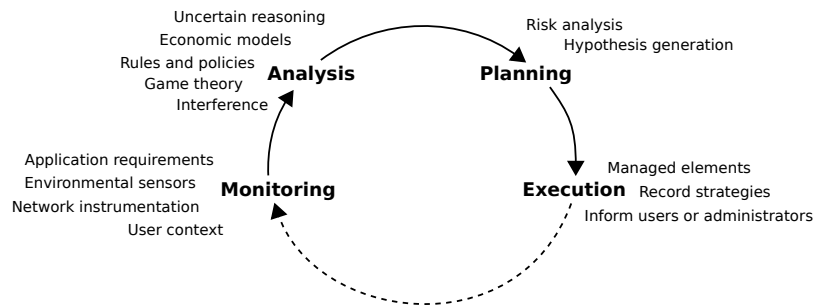 Uncertain reasoning
Economic models
Rules and policies
Game theory
Interference
Analysis
Risk analysis
Hypothesis generation
Planning
Application requirements
Environmental sensors
Network instrumentation
User context
Monitoring
Execution
Managed elements
Record strategies
Inform users or administrators